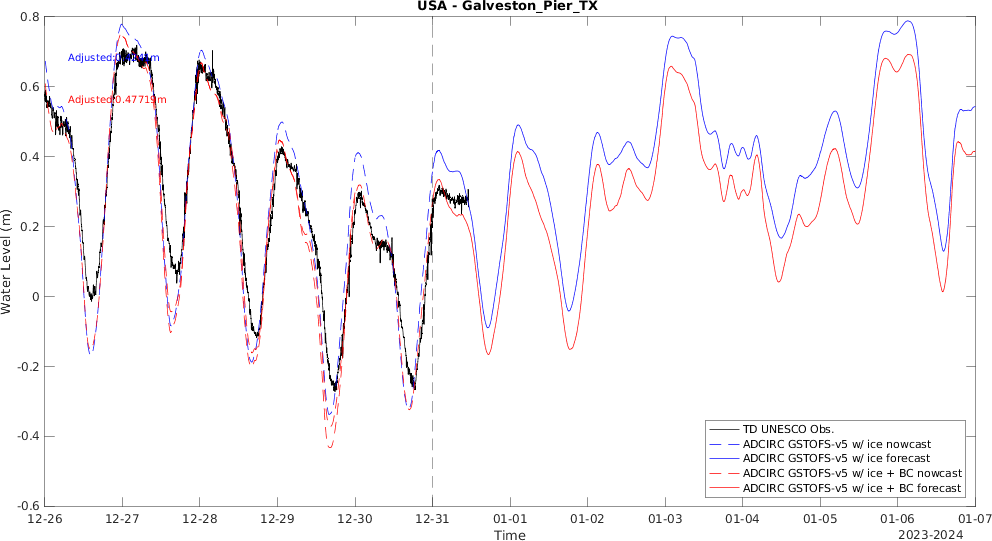 USA - Galveston_Pier_TX
0.8
0.6
0.4
0.2
0
-0.2
-0.4
-0.6
Water Level (m)
Adjusted:0.47719m
12-26
12-27
12-28
12-29
12-30
12-31
01-01
01-02
01-03
01-04
01-05
01-06
01-07
Time
2023-2024
TD UNESCO Obs.
ADCIRC GSTOFS-v5 w/ ice nowcast
ADCIRC GSTOFS-v5 w/ ice forecast
ADCIRC GSTOFS-v5 w/ ice + BC nowcast
ADCIRC GSTOFS-v5 w/ ice + BC forecast